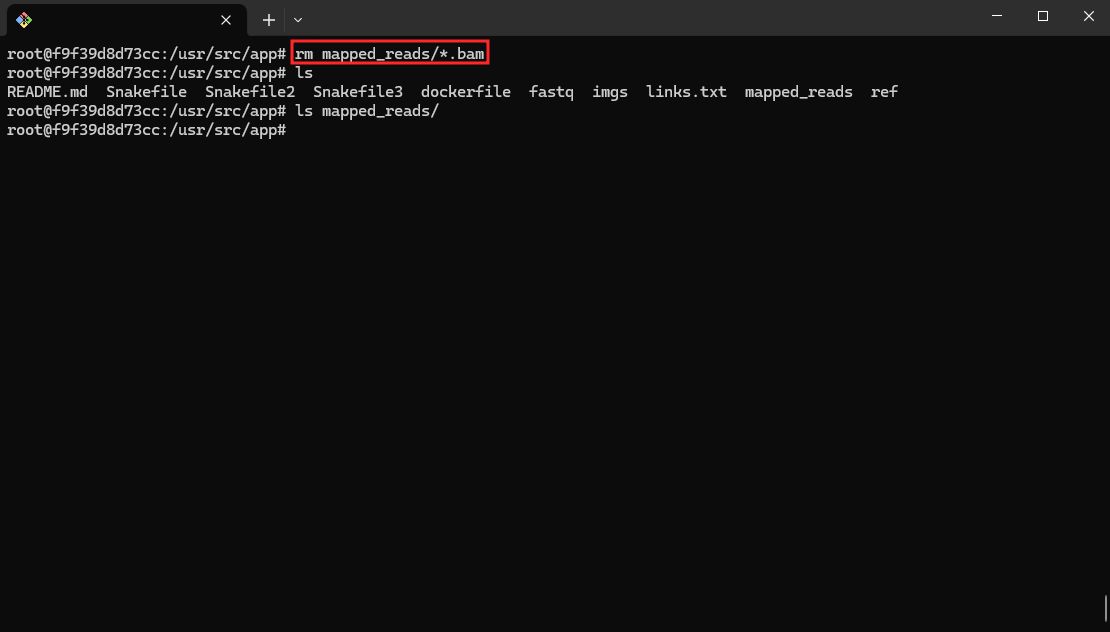 root@f9f39d8d73cc:/usr/src/app# rm mapped_reads/*.bam
root@f9f39d8d73cc:/usr/src/app# ls
README.md  Snakefile  Snakefile2  Snakefile3  dockerfile  fastq  imgs  links.txt  mapped_reads  ref
root@f9f39d8d73cc:/usr/src/app# ls mapped_reads/
root@f9f39d8d73cc:/usr/src/app#